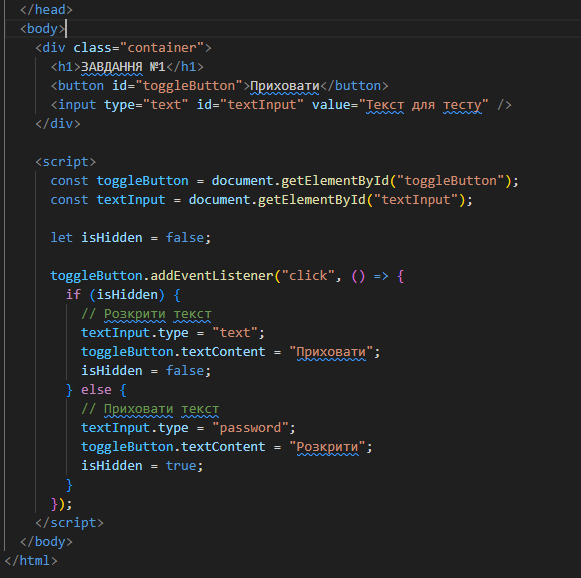 </head>
<body>
<div class="container">
<h1>ЗАВДАННЯ №1</h1>
<button id="toggleButton">Приховати</button>
<input type="text" id="textInput" value="Текст для тесту" />
</div>
<script>
const toggleButton = document.getElementById("toggleButton");
const textInput = document.getElementById("textInput");
let isHidden = false;
toggleButton.addEventListener("click", () => {
if (isHidden) {
// Розкрити текст
textInput.type = "text";
toggleButton.textContent = "Приховати";
isHidden = false;
} else {
// Приховати текст
textInput.type = "password";
toggleButton.textContent = "Розкрити";
isHidden = true;
}
});
</script>
</body>
</html>